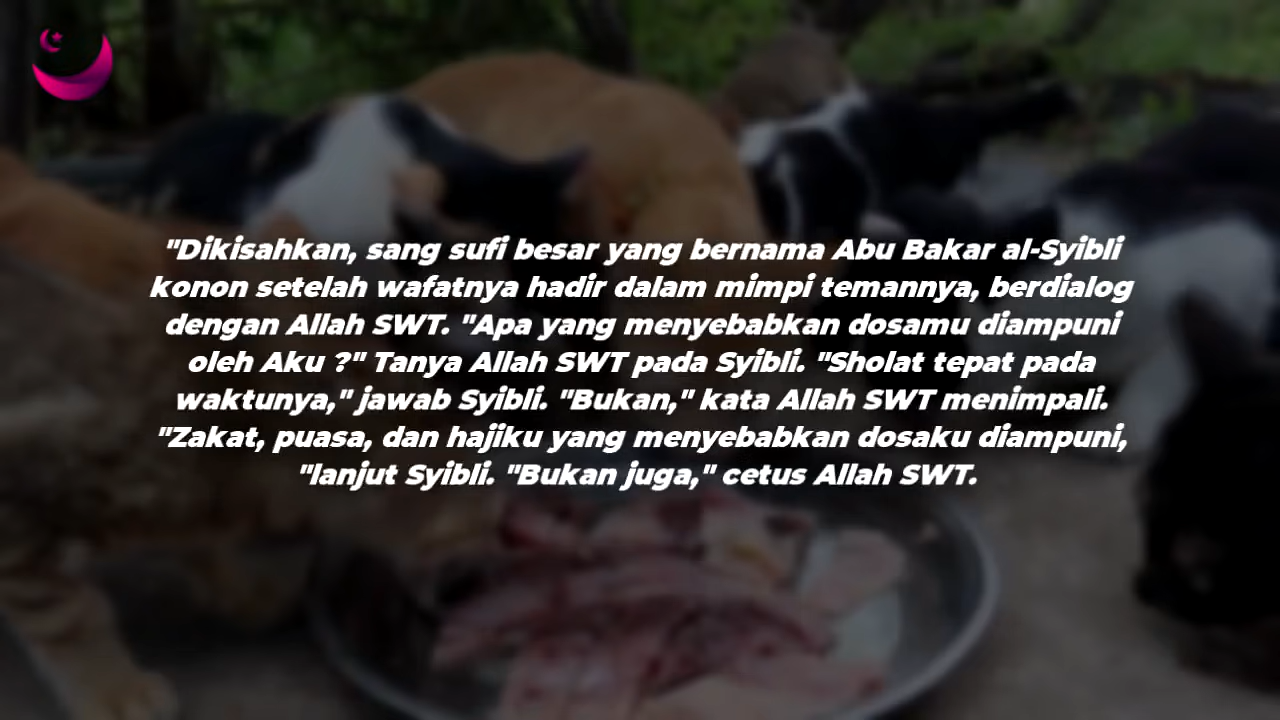 "Dikisahkan, sang sufi besar yang bernama Abu Bakar al-Syibli
konon setelah wafatnya hadir dalam mimpi temannya, berdialog
dengan Allah SWT. "Apa yang menyebabkan dosamu diampuni
oleh Aku ?" Tanya Allah SWT pada Syibli. "Sholat tepat pada
waktunya," jawab Syibli. "Bukan," kata Allah SWT menimpali.
"Zakat, puasa, dan hajiku yang menyebabkan dosaku diampuni,
"lanjut Syibli. "Bukan juga," cetus Allah SWT.